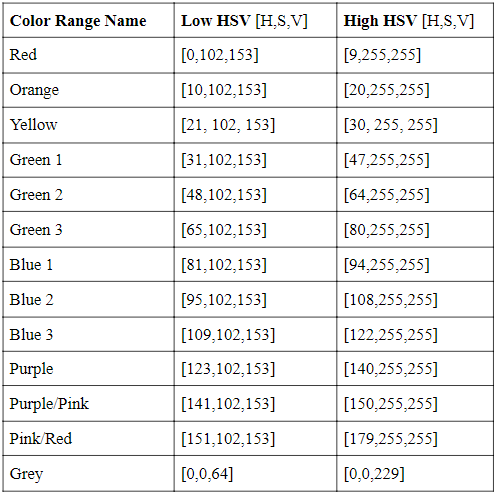 Color Range Name Low HSV [H,S,V] High HSV [H,S,V]
Red [0,102,153] [9,255,255]
Orange [10,102,153] [20,255,255]
Yellow [21, 102, 153] [30, 255, 255]
Green 1 [31,102,153] [47,255,255]
Green 2 [48,102,153] [64,255,255]
Green 3 [65,102,153] [80,255,255]
Blue 1 [81,102,153] [94,255,255]
Blue 2 [95,102,153] [108,255,255]
Blue 3 [109,102,153] [122,255,255]
Purple [123,102,153] [140,255,255]
Purple/Pink [141,102,153] [150,255,255]
Pink/Red [151,102,153] [179,255,255]
Grey [0,0,64] [0,0,229]